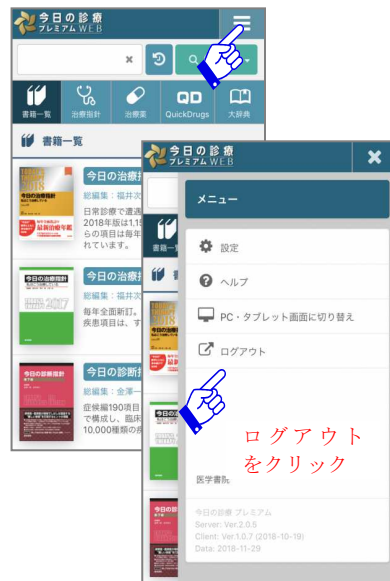 今日の診療
プレミアム WEB
書籍一覧
治療指針
治療薬
QuickDrugs
大辞典
書籍一覧
今日の治療指
総編集：福井次
日常診療で遭遇
2018年版は1,15
らの項目は毎年
れています。
今日の治療指
総編集：福井次
毎年全面新訂。
疾患項目は、す
今日の診断指
総編集：金澤一
症候編190項目
で構成し、臨床
10,000種類の疾
今日の診療
プレミアム WEB
メニュー
設定
ヘルプ
PC・タブレット画面に切り替え
ログアウト
ログアウト
をクリック
医学書院
今日の診療 プレミアム
Server: Ver.2.0.5
Client: Ver.1.0.7 (2018-10-19)
Data: 2018-11-29